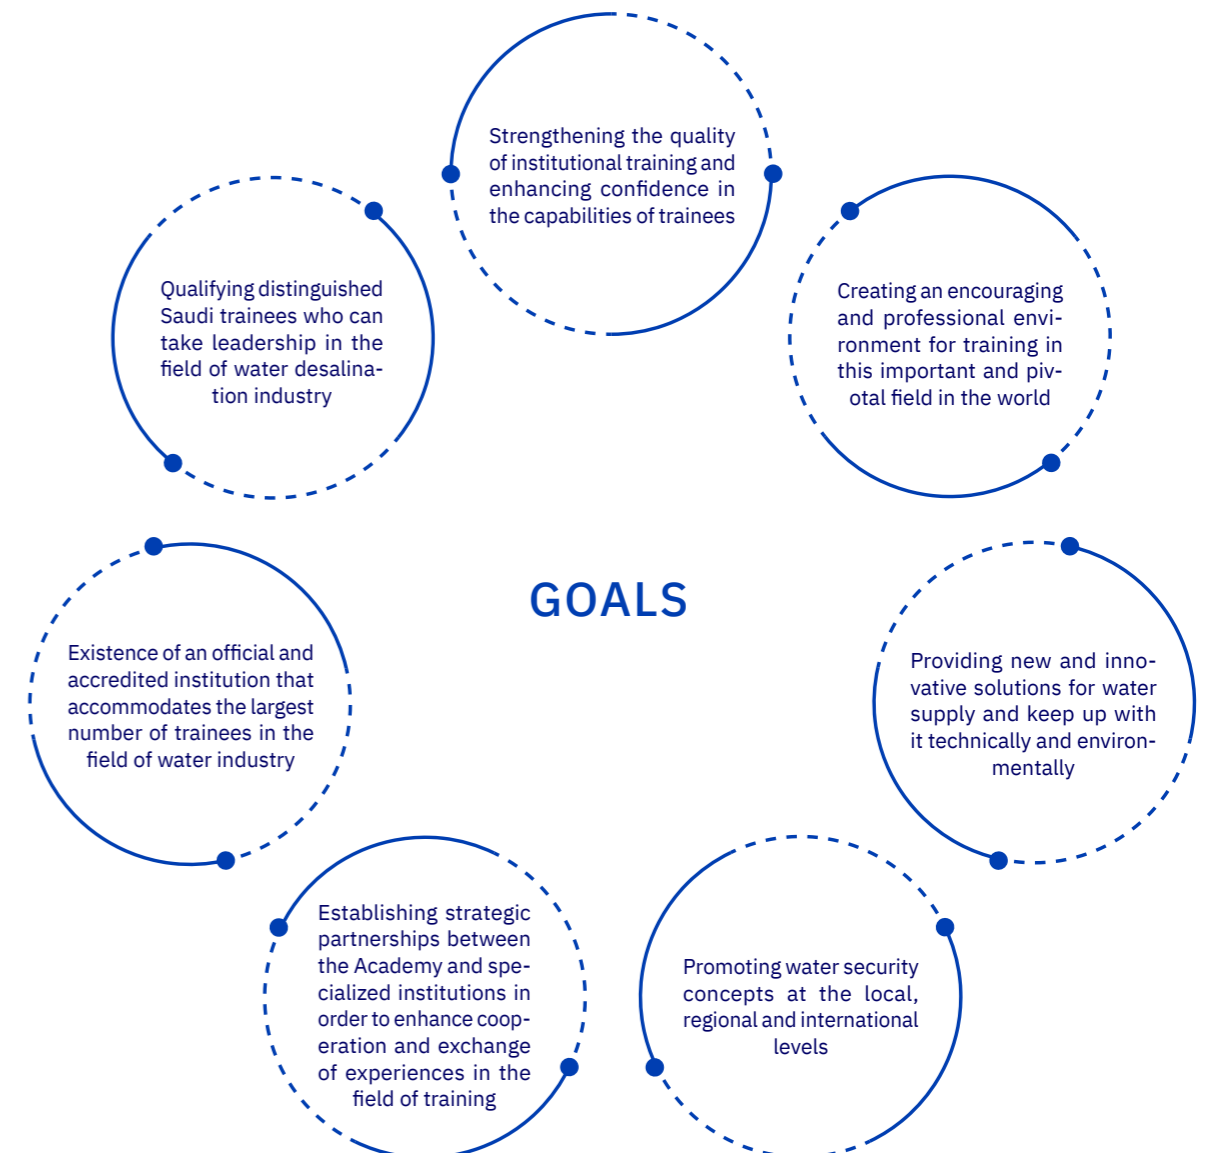 Strengthening the quality
of institutional training and
enhancing confidence in
the capabilities of trainees
Qualifying distinguished
Saudi trainees who can
take leadership in the
field of water desalina-
tion industry
Creating an encouraging
and professional envi-
ronment for training in
this important and piv-
otal field in the world
GOALS
Existence of an official and
accredited institution that
accommodates the largest
number of trainees in the
field of water industry
Providing new and inno-
vative solutions for water
supply and keep up with
it technically and environ-
mentally
Establishing strategic
partnerships between
the Academy and spe-
cialized institutions in
order to enhance coop-
eration and exchange
of experiences in the
field of training
Promoting water security
concepts at the local,
regional and international
levels